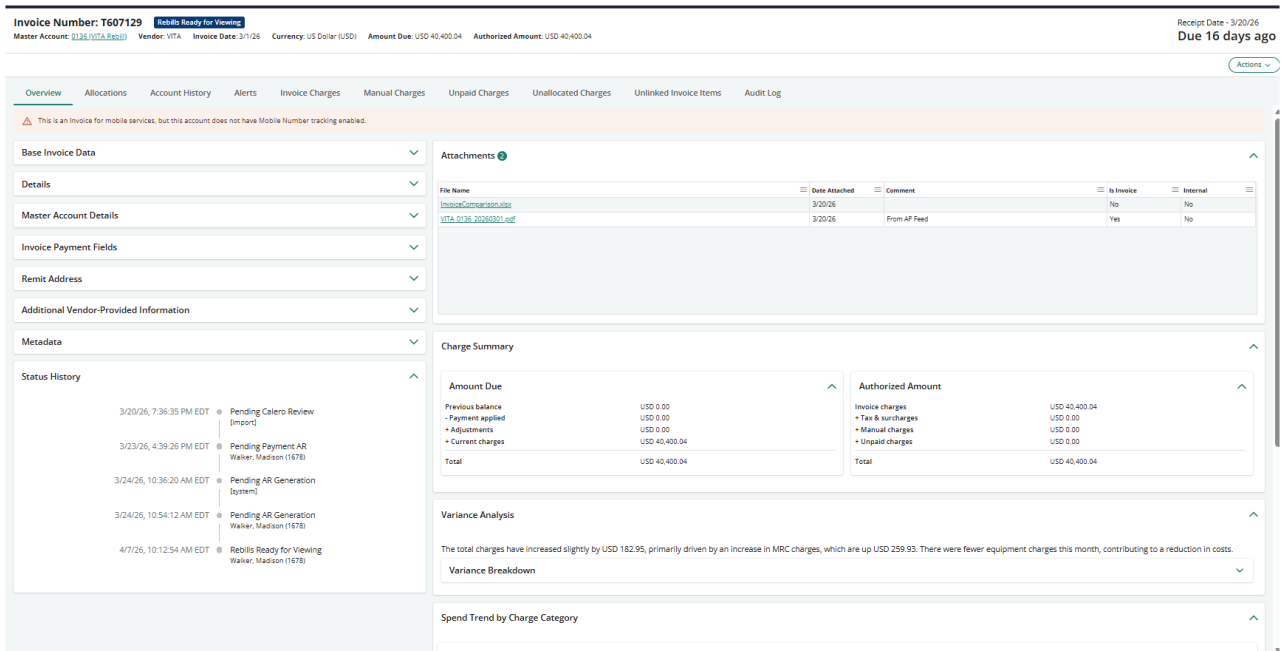 Invoice Number: T607129 Rebills Ready for Viewing
Master Account: 0136 (VITA Rebill) Vendor: VITA Invoice Date: 3/1/26 Currency: US Dollar (USD) Amount Due: USD 40,400.04 Authorized Amount: USD 40,400.04
Receipt Date - 3/20/26
Due 16 days ago
Actions
Overview Allocations Account History Alerts Invoice Charges Manual Charges Unpaid Charges Unallocated Charges Unlinked Invoice Items Audit Log
This is an Invoice for mobile services, but this account does not have Mobile Number tracking enabled.
Base Invoice Data
Details
Master Account Details
Invoice Payment Fields
Remit Address
Additional Vendor-Provided Information
Metadata
Status History
3/20/26, 7:36:35 PM EDT Pending Calero Review
[import]
3/23/26, 4:39:26 PM EDT Pending Payment AR
Walker, Madison (1678)
3/24/26, 10:36:20 AM EDT Pending AR Generation
[system]
3/24/26, 10:54:12 AM EDT Pending AR Generation
Walker, Madison (1678)
4/7/26, 10:12:54 AM EDT Rebills Ready for Viewing
Walker, Madison (1678)
Attachments 2
File Name Date Attached Comment Is Invoice Internal
InvoiceComparison.xlsx 3/20/26 No No
VITA_0136_20260301.pdf 3/20/26 From AP Feed Yes No
Charge Summary
Amount Due
Previous balance USD 0.00
- Payment applied USD 0.00
+ Adjustments USD 0.00
+ Current charges USD 40,400.04
Total USD 40,400.04
Authorized Amount
Invoice charges USD 40,400.04
+ Tax & surcharges USD 0.00
+ Manual charges USD 0.00
+ Unpaid charges USD 0.00
Total USD 40,400.04
Variance Analysis
The total charges have increased slightly by USD 182.95, primarily driven by an increase in MRC charges, which are up USD 259.93. There were fewer equipment charges this month, contributing to a reduction in costs.
Variance Breakdown
Spend Trend by Charge Category